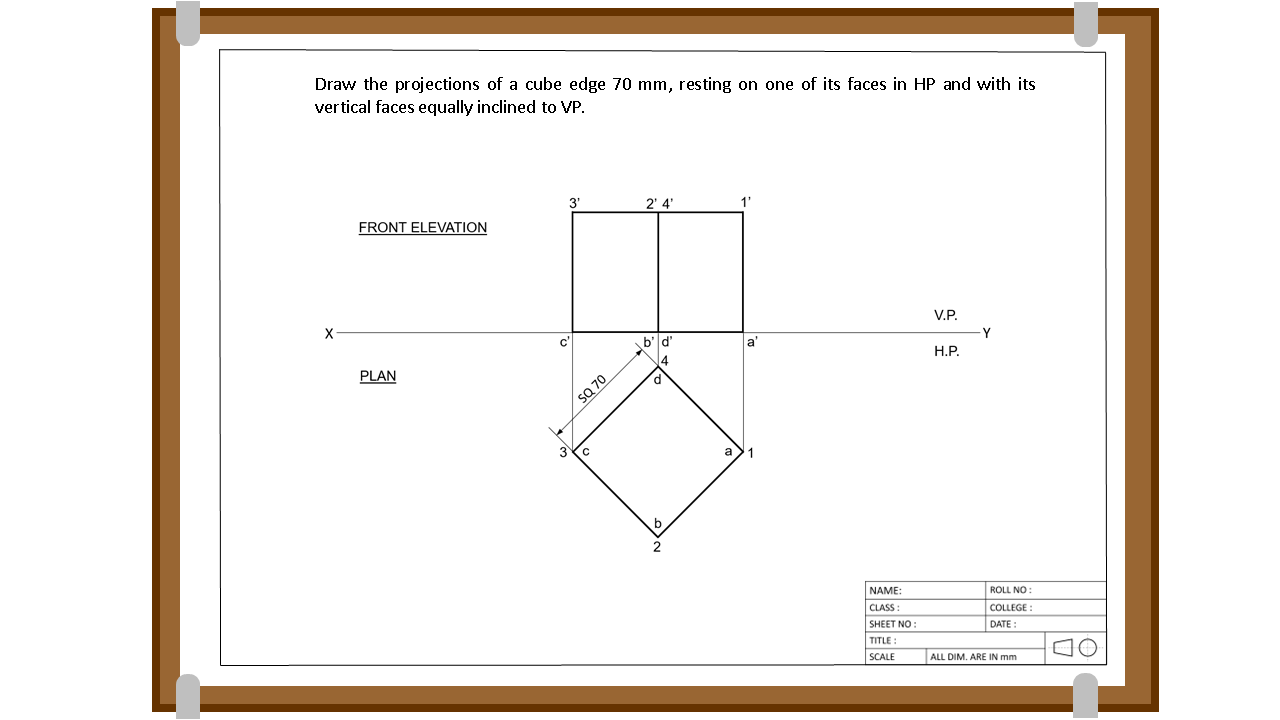 Draw the projections of a cube edge 70 mm, resting on one of its faces in HP and with its
vertical faces equally inclined to VP.
3’ 2’ 4’ 1’
FRONT ELEVATION
V.P.
X Y
c’ b’ d’ a’
H.P.
4
PLAN
d
SQ 70
3 c a 1
b
2
NAME: ROLL NO :
CLASS : COLLEGE :
SHEET NO : DATE :
TITLE :
SCALE ALL DIM. ARE IN mm